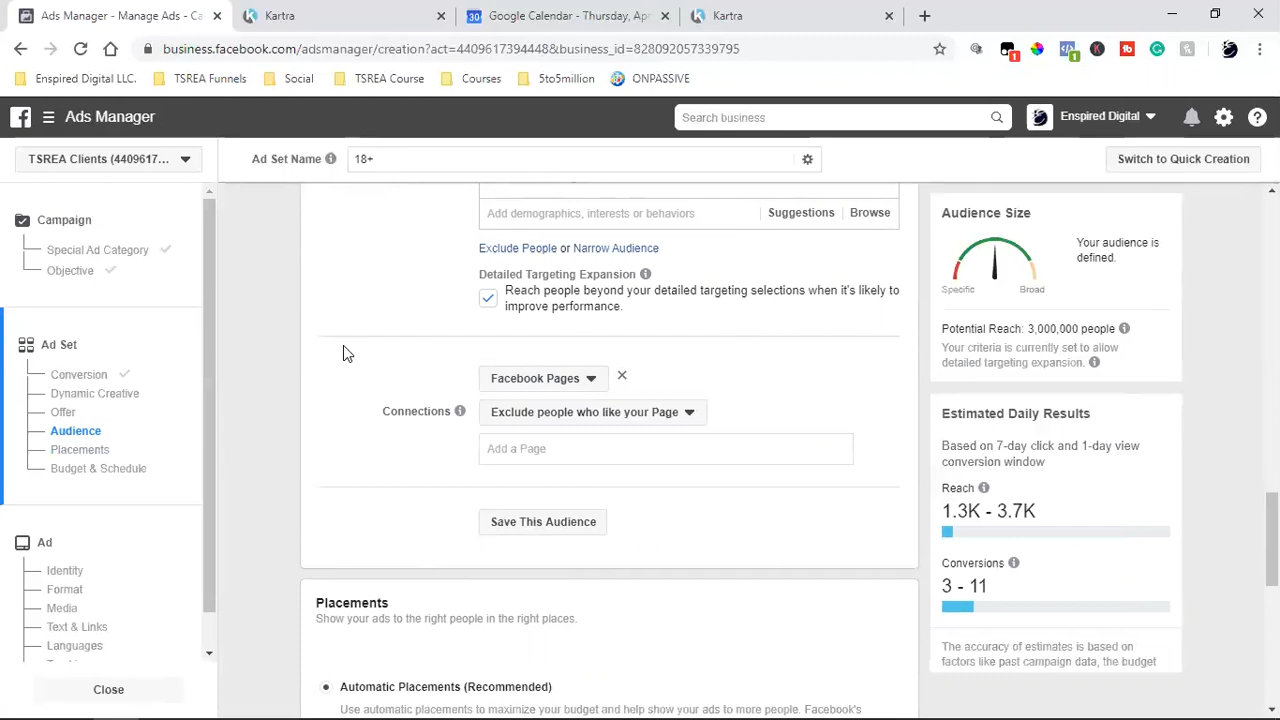 Ads Manager - Manage Ads - Ca
Kartra
Google Calendar - Thursday, Apr
Kartra
business.facebook.com/adsmanager/creation?act=4409617394448&business_id=828092057339795
Enspired Digital LLC.
TSREA Funnels
Social
TSREA Course
Courses
5to5million
ONPASSIVE
Ads Manager
Search business
Enspired Digital
TSREA Clients (4409617...
Ad Set Name
18+
Switch to Quick Creation
Campaign
Special Ad Category
Objective
Ad Set
Conversion
Dynamic Creative
Offer
Audience
Placements
Budget & Schedule
Ad
Identity
Format
Media
Text & Links
Languages
Close
Add demographics, interests or behaviors
Suggestions
Browse
Exclude People or Narrow Audience
Detailed Targeting Expansion
Reach people beyond your detailed targeting selections when it's likely to
improve performance.
Facebook Pages
Connections
Exclude people who like your Page
Add a Page
Save This Audience
Placements
Show your ads to the right people in the right places.
Automatic Placements (Recommended)
Use automatic placements to maximize your budget and help show your ads to more people. Facebook's
Audience Size
Your audience is
defined.
Specific
Broad
Potential Reach: 3,000,000 people
Your criteria is currently set to allow
detailed targeting expansion.
Estimated Daily Results
Based on 7-day click and 1-day view
conversion window
Reach
1.3K - 3.7K
Conversions
3 - 11
The accuracy of estimates is based on
factors like past campaign data, the budget